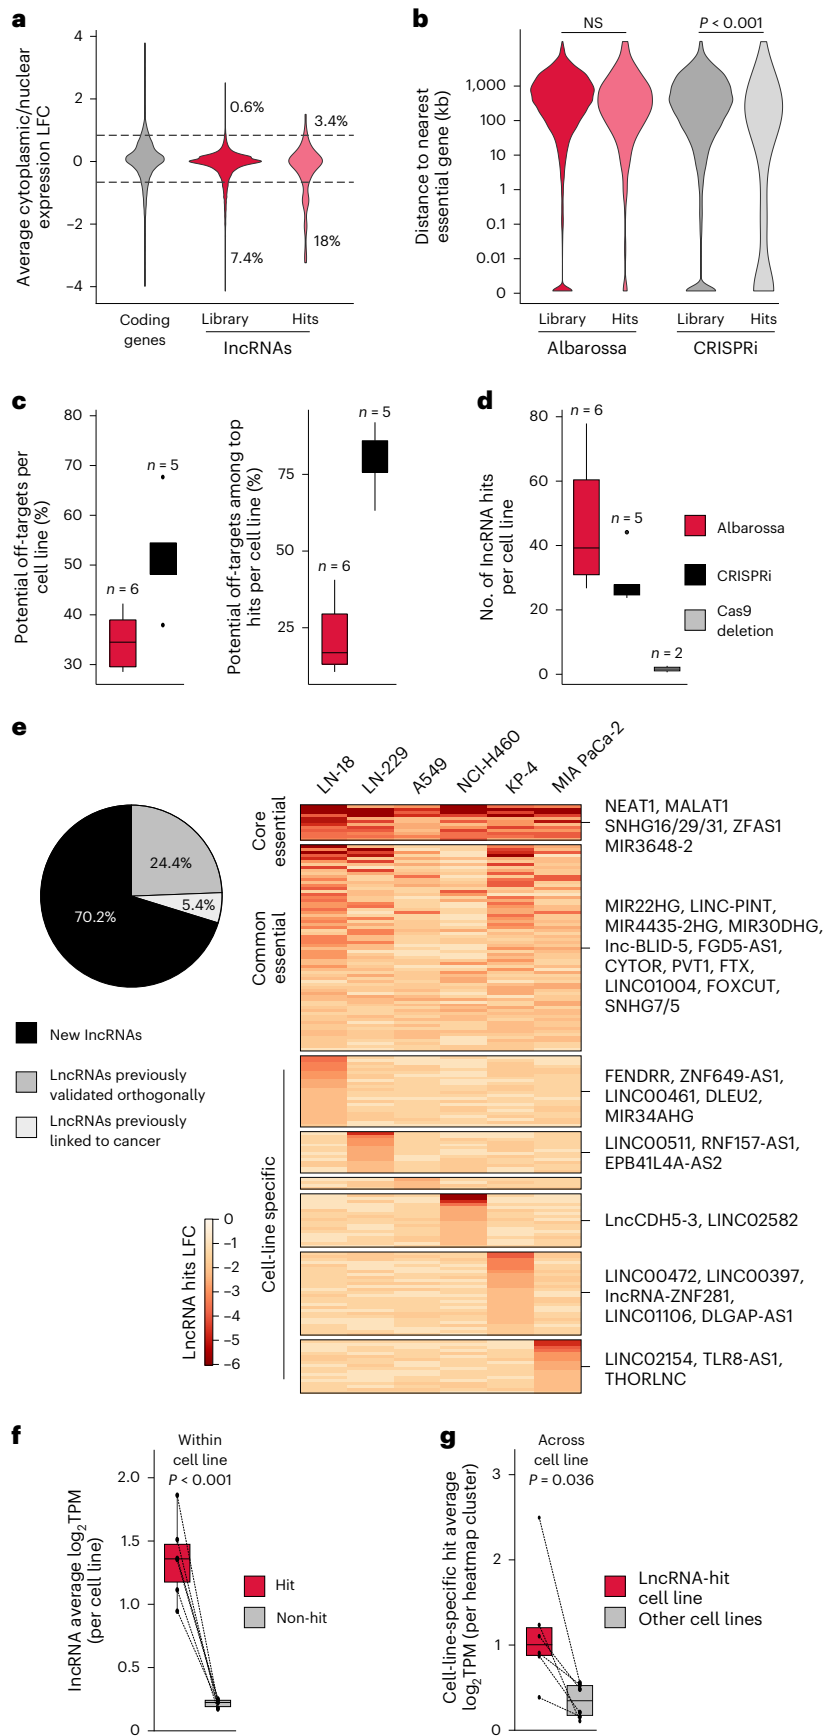 a
Average cytoplasmic/nuclear
expression LFC
4
2
0
−2
−4
0.6%
3.4%
7.4%
18%
Coding
genes
Library
Hits
lncRNAs
b
Distance to nearest
essential gene (kb)
1,000
100
10
1
0.1
0.01
0
NS
P < 0.001
Library
Hits
Library
Hits
Albarossa
CRISPRi
c
Potential off-targets per
cell line (%)
80
70
60
50
40
30
n = 6
n = 5
Potential off-targets among top
hits per cell line (%)
75
50
25
n = 6
n = 5
d
No. of lncRNA hits
per cell line
80
60
40
20
0
n = 6
n = 5
n = 2
Albarossa
CRISPRi
Cas9
deletion
e
24.4%
5.4%
70.2%
New lncRNAs
LncRNAs previously
validated orthogonally
LncRNAs previously
linked to cancer
LncRNA hits LFC
0
−1
−2
−3
−4
−5
−6
LN-18
LN-229
A549
NCI-H460
KP-4
MIA PaCa-2
Core
essential
Common
essential
Cell-line specific
NEAT1, MALAT1
SNHG16/29/31, ZFAS1
MIR3648-2
MIR22HG, LINC-PINT,
MIR4435-2HG, MIR30DHG,
lnc-BLID-5, FGD5-AS1,
CYTOR, PVT1, FTX,
LINC01004, FOXCUT,
SNHG7/5
FENDRR, ZNF649-AS1,
LINC00461, DLEU2,
MIR34AHG
LINC00511, RNF157-AS1,
EPB41L4A-AS2
LncCDH5-3, LINC02582
LINC00472, LINC00397,
lncRNA-ZNF281,
LINC01106, DLGAP-AS1
LINC02154, TLR8-AS1,
THORLNC
f
lncRNA average log2TPM
(per cell line)
2.0
1.5
1.0
0.5
0
Within
cell line
P < 0.001
Hit
Non-hit
g
Cell-line-specific hit average
log2TPM (per heatmap cluster)
3
2
1
0
Across
cell line
P = 0.036
LncRNA-hit
cell line
Other cell lines